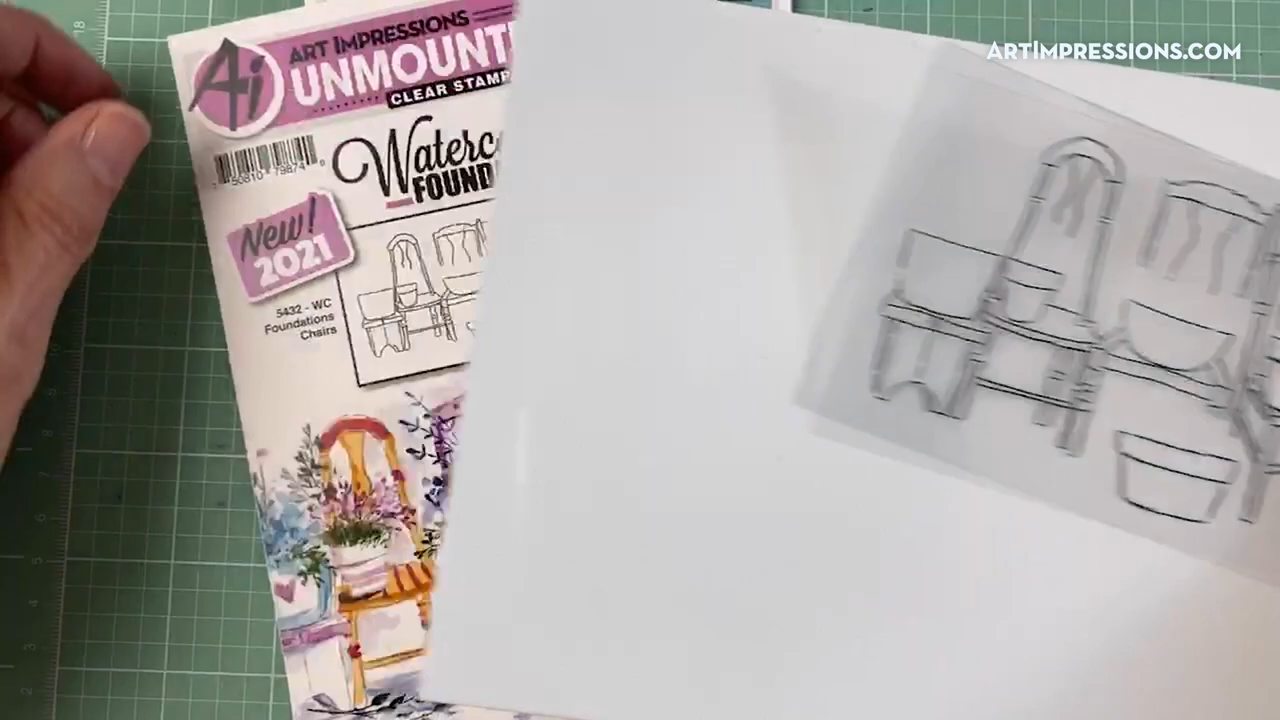 ARTIMPRESSIONS.COM
Ai
ART IMPRESSIONS
UNMOUNT
CLEAR STAMP
Waterc
FOUND
New!
2021
5432 - WC
Foundations
Chairs